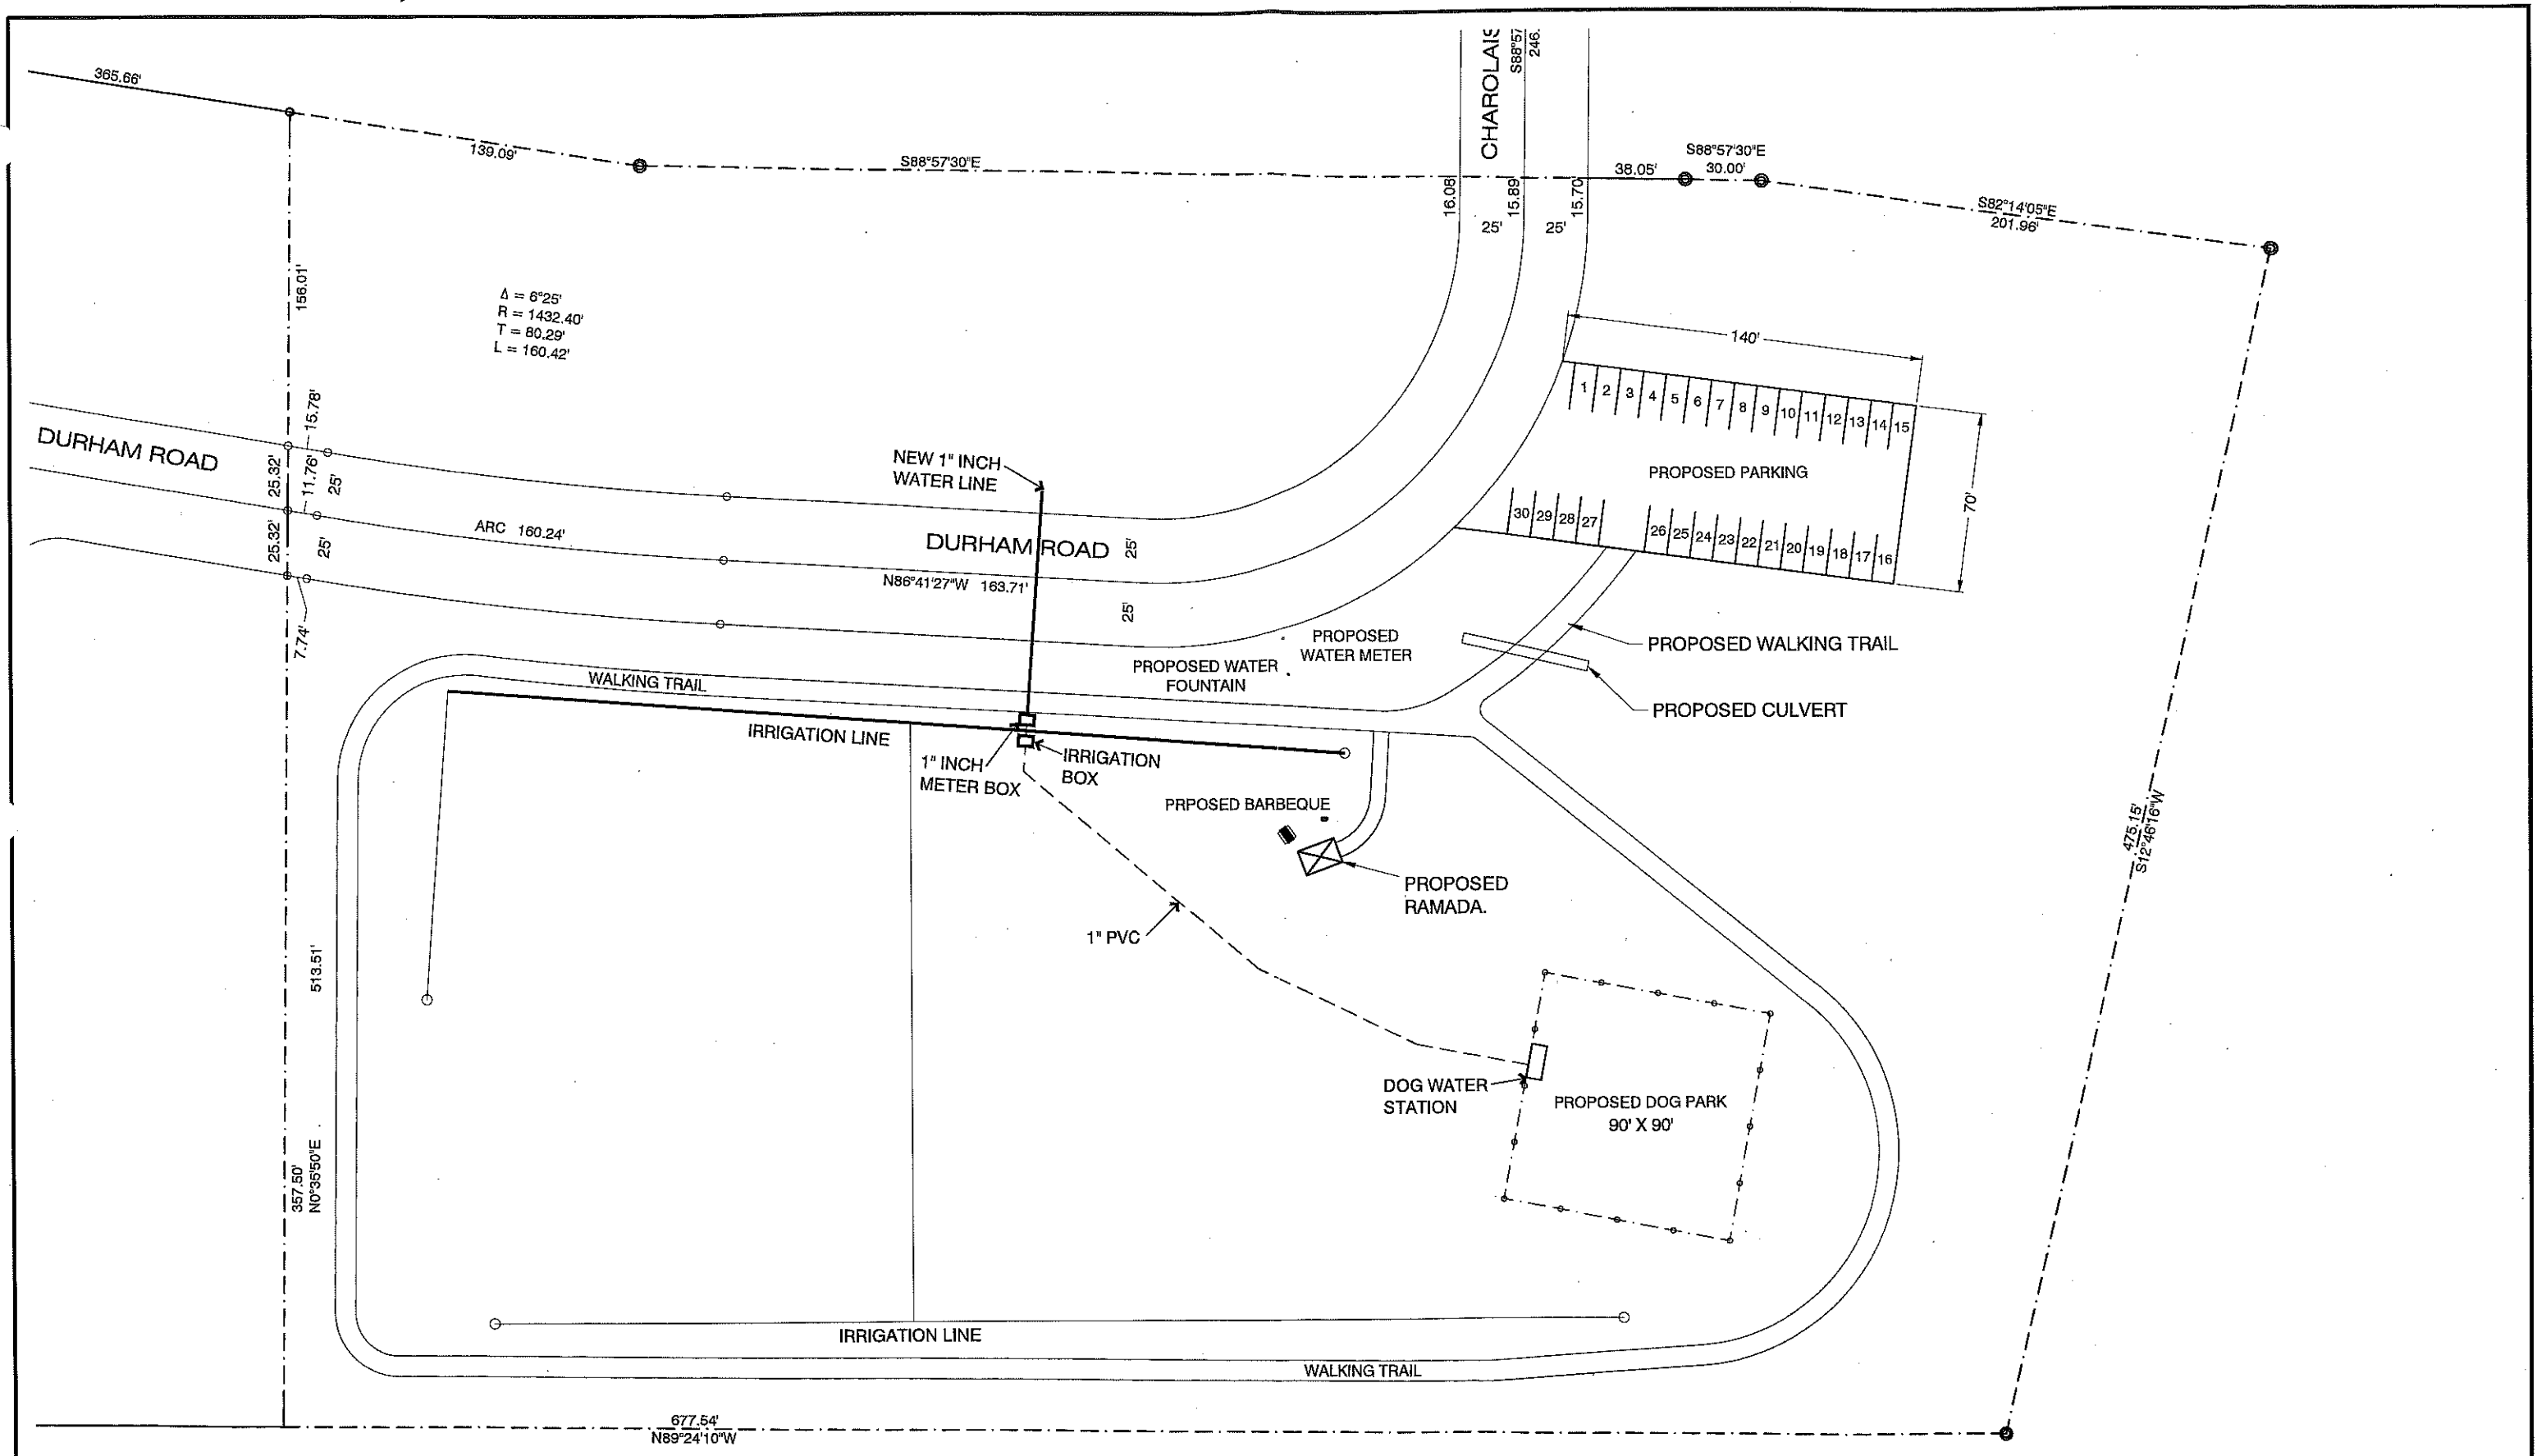 365.66'
139.09'
S88°57'30"E
CHAROLAIS
S88°57
246.
16.08
15.89
15.70
25'
25'
38.05'
S88°57'30"E
30.00'
S82°14'05"E
201.96'
156.01'
Δ = 6°25'
R = 1432.40'
T = 80.29'
L = 160.42'
140'
1
2
3
4
5
6
7
8
9
10
11
12
13
14
15
PROPOSED PARKING
70'
30
29
28
27
26
25
24
23
22
21
20
19
18
17
16
DURHAM ROAD
15.78'
25.32'
11.76'
25'
25.32'
25'
7.74'
ARC 160.24'
NEW 1" INCH
WATER LINE
DURHAM ROAD
25'
N86°41'27"W 163.71'
25'
PROPOSED
WATER METER
PROPOSED WATER
FOUNTAIN
PROPOSED WALKING TRAIL
PROPOSED CULVERT
WALKING TRAIL
IRRIGATION LINE
1" INCH
METER BOX
IRRIGATION
BOX
PRPOSED BARBEQUE
PROPOSED
RAMADA.
1" PVC
475.15'
S12°46'16"W
513.51'
357.50'
N0°35'50"E
DOG WATER
STATION
PROPOSED DOG PARK
90' X 90'
IRRIGATION LINE
WALKING TRAIL
677.54'
N89°24'10"W